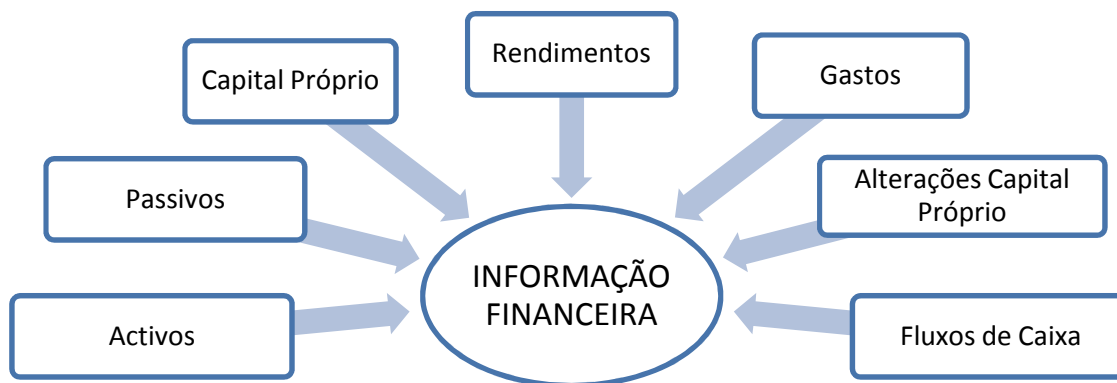 Rendimentos
Capital Próprio
Gastos
Passivos
Alterações Capital
Próprio
INFORMAÇÃO
FINANCEIRA
Activos
Fluxos de Caixa